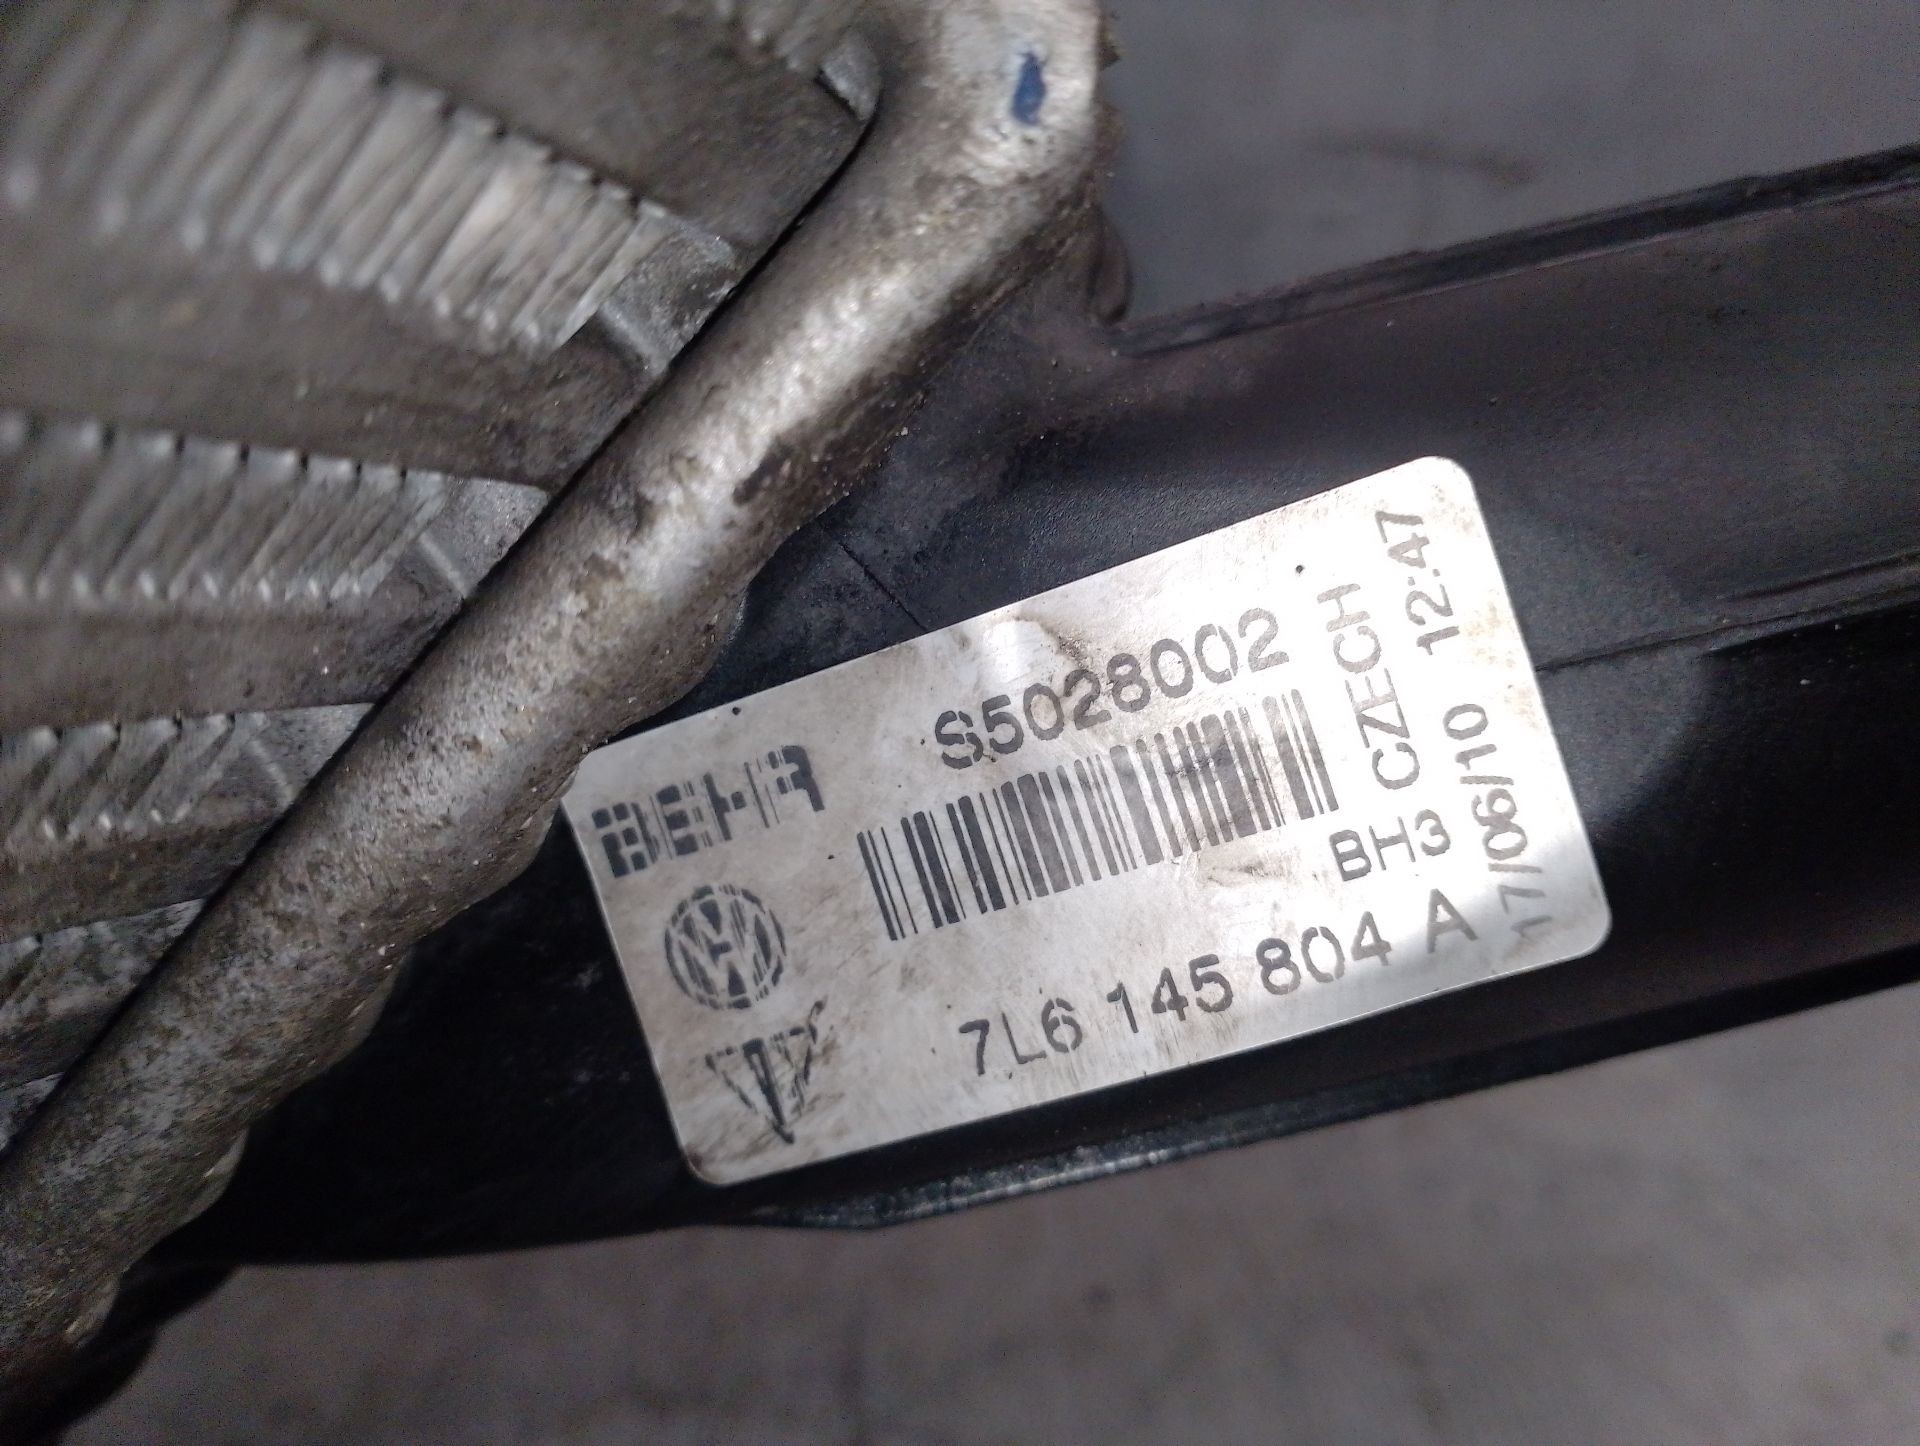 BEHR
S5028002
CZECH
12:47
BH3
17/06/10
7L6 145 804 A